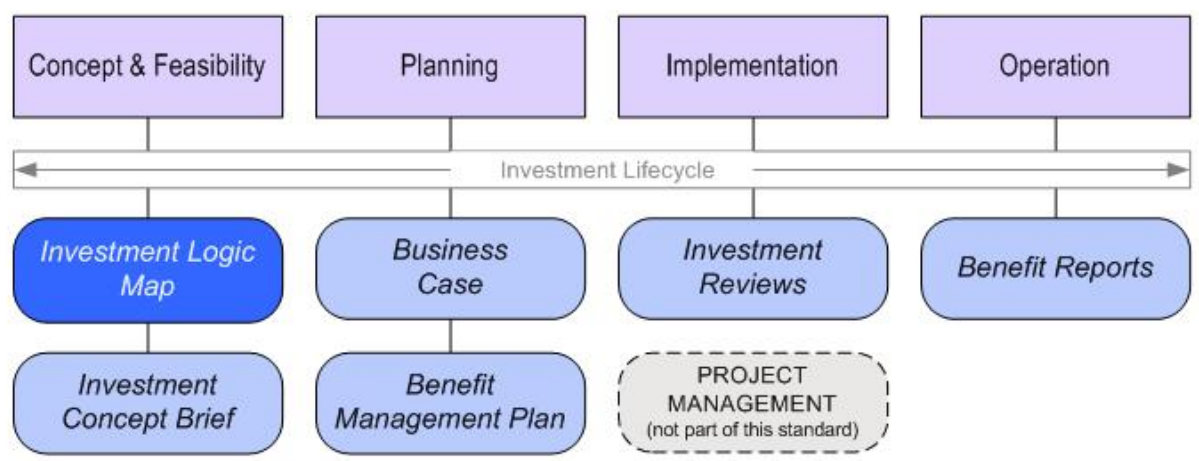 Concept & Feasibility
Planning
Implementation
Operation
Investment Lifecycle
Investment Logic
Map
Business
Case
Investment
Reviews
Benefit Reports
Investment
Concept Brief
Benefit
Management Plan
PROJECT
MANAGEMENT
(not part of this standard)